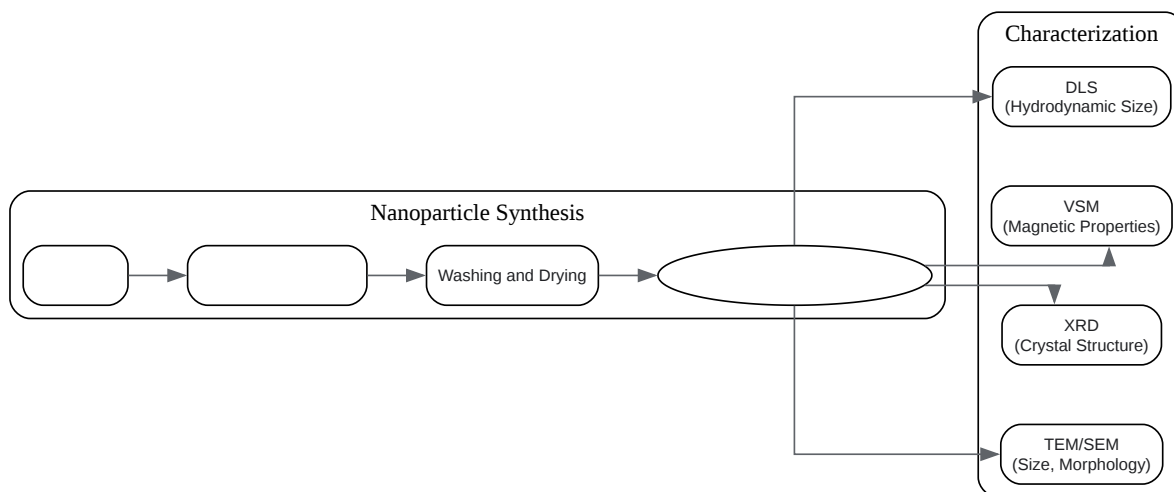 Characterization
DLS
(Hydrodynamic Size)
VSM
(Magnetic Properties)
Nanoparticle Synthesis
Washing and Drying
XRD
(Crystal Structure)
TEM/SEM
(Size, Morphology)